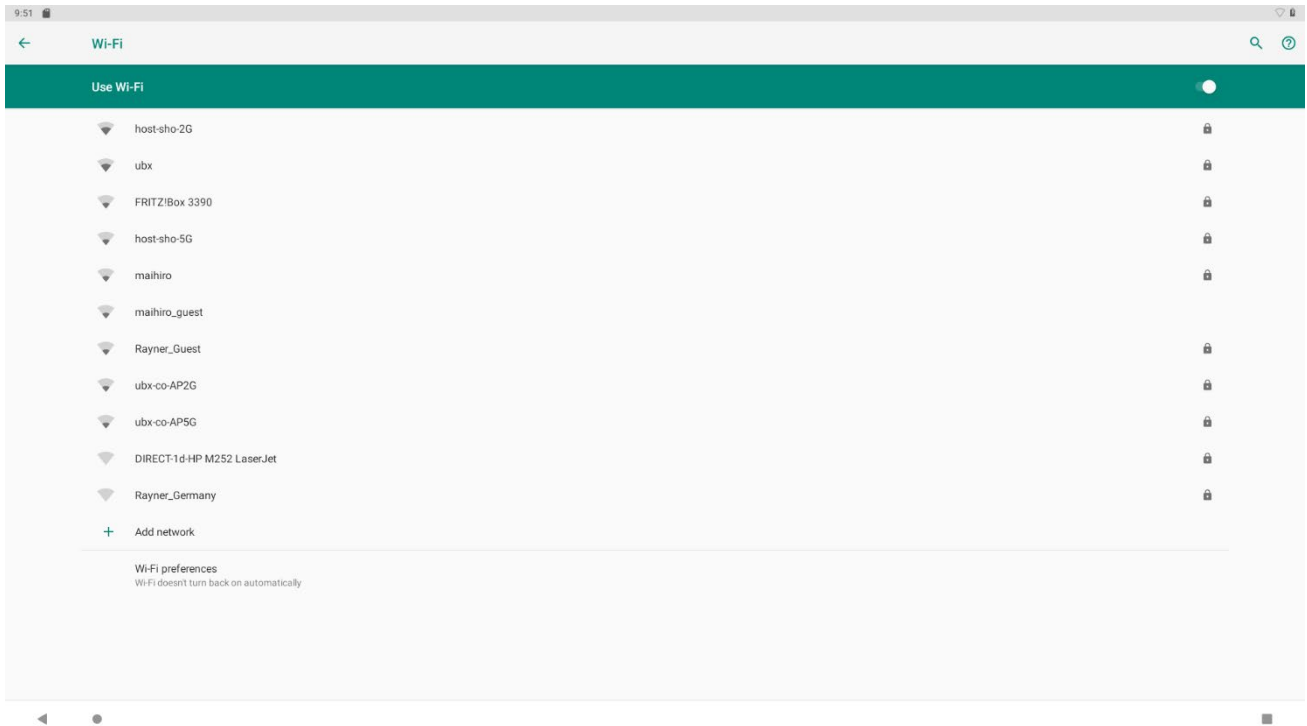 9:51
Wi-Fi
Use Wi-Fi
host-sho-2G
ubx
FRITZ!Box 3390
host-sho-5G
maihiro
maihiro_guest
Rayner_Guest
ubx-co-AP2G
ubx-co-AP5G
DIRECT-1d-HP M252 LaserJet
Rayner_Germany
Add network
Wi-Fi preferences
Wi-Fi doesn't turn back on automatically